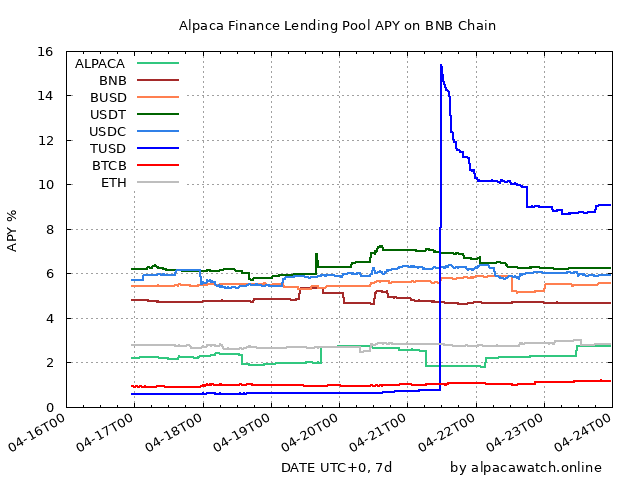 Alpaca Finance Lending Pool APY on BNB Chain
16
14
12
10
8
6
4
2
0
APY %
ALPACA
BNB
BUSD
USDT
USDC
TUSD
BTCB
ETH
04-16T00
04-17T00
04-18T00
04-19T00
04-20T00
04-21T00
04-22T00
04-23T00
04-24T00
DATE UTC+0, 7d
by alpacawatch.online